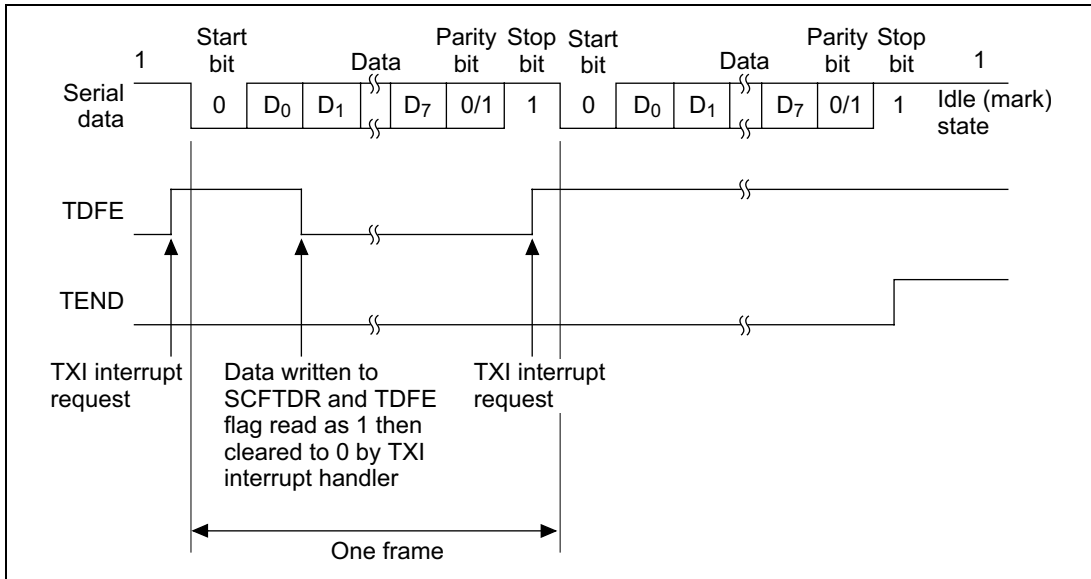 Start bit Parity bit Stop bit Start bit Parity bit Stop bit
1 Data Data 1
Serial data 0 D0 D1 D7 0/1 1 0 D0 D1 D7 0/1 1 Idle (mark) state
TDFE
TEND
TXI interrupt request
Data written to
SCFTDR and TDFE
flag read as 1 then
cleared to 0 by TXI
interrupt handler
TXI interrupt request
One frame